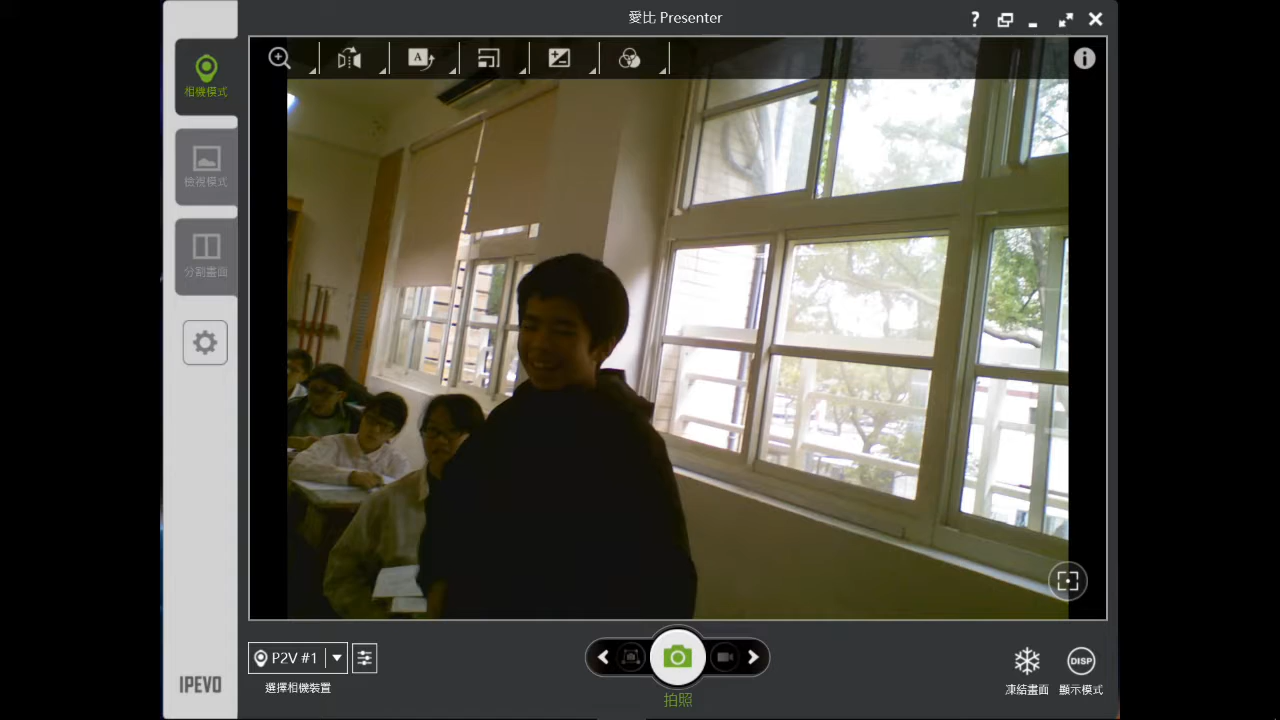 愛比 Presenter
?
A
i
相機模式
檢視模式
分割畫面
P2V #1
選擇相機裝置
拍照
DISP
凍結畫面
顯示模式
IPEVO